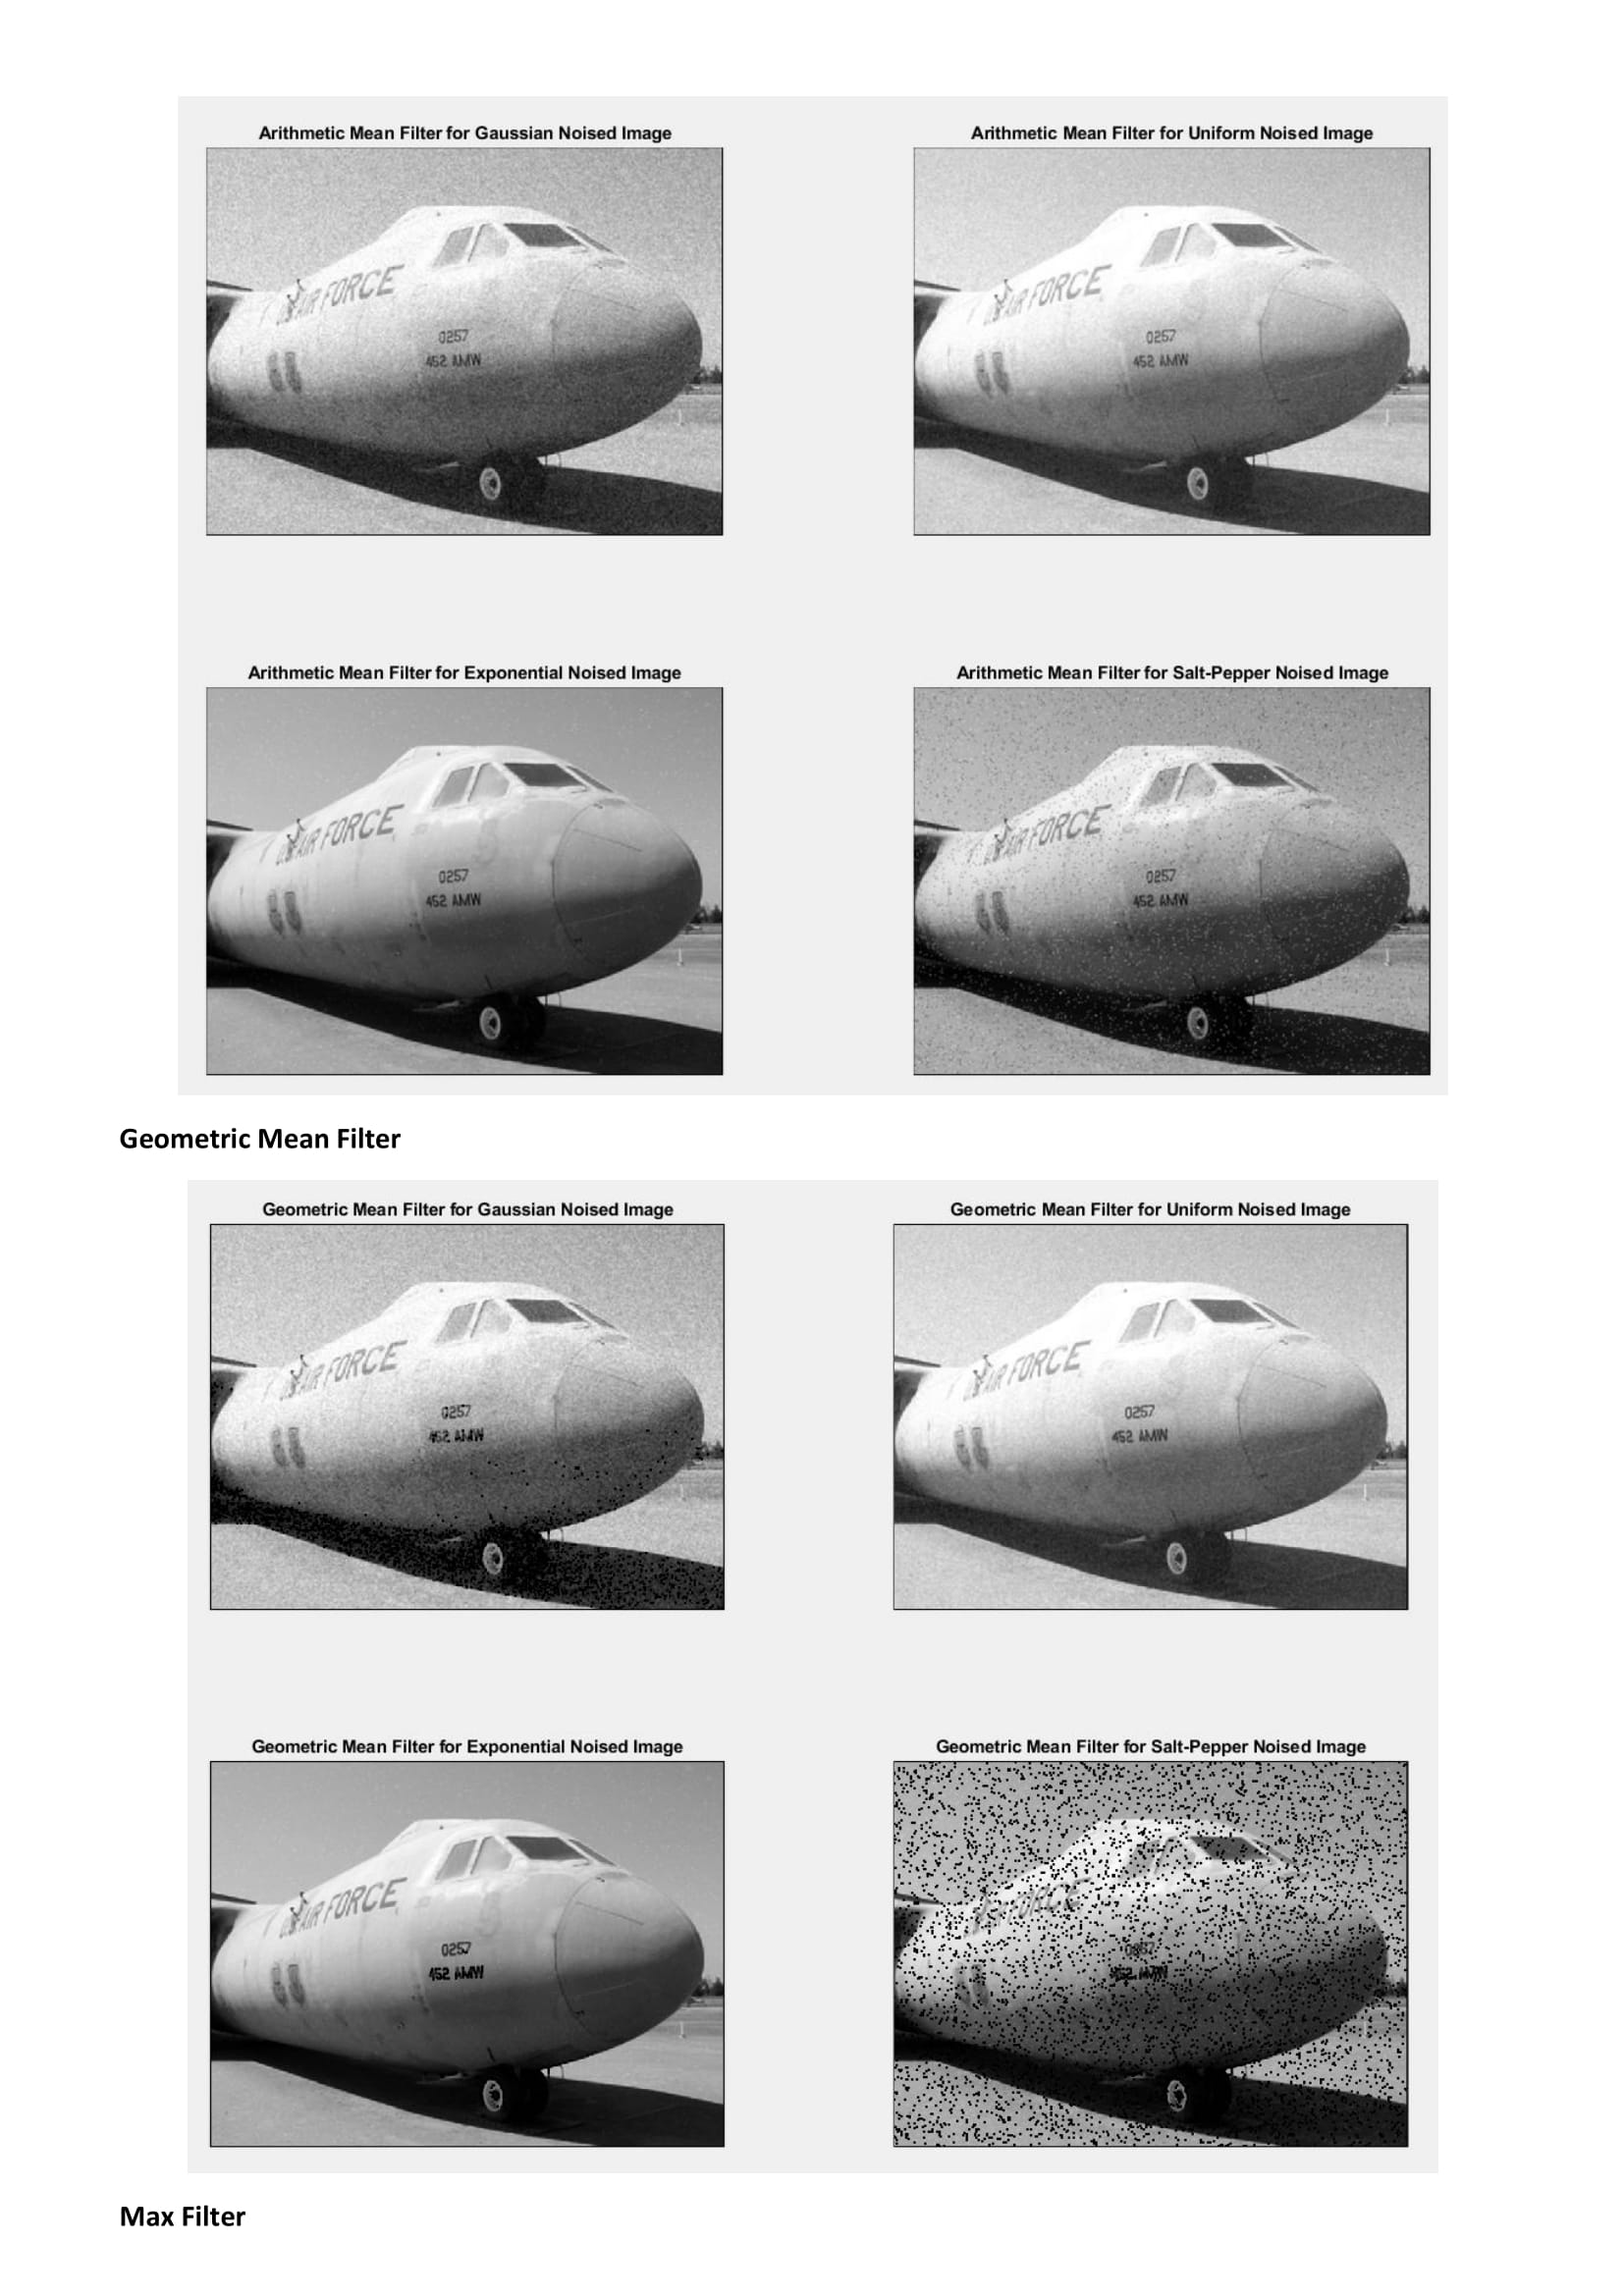 Arithmetic Mean Filter for Gaussian Noised Image
Arithmetic Mean Filter for Uniform Noised Image
AIR FORCE
0257
452 AMW
AIR FORCE
0257
452 AMW
Arithmetic Mean Filter for Exponential Noised Image
Arithmetic Mean Filter for Salt-Pepper Noised Image
AIR FORCE
0257
452 AMW
AIR FORCE
0257
452 AMW
Geometric Mean Filter
Geometric Mean Filter for Gaussian Noised Image
Geometric Mean Filter for Uniform Noised Image
AIR FORCE
0257
452 AMW
AIR FORCE
0257
452 AMW
Geometric Mean Filter for Exponential Noised Image
Geometric Mean Filter for Salt-Pepper Noised Image
AIR FORCE
0257
452 AMW
FORCE
Max Filter